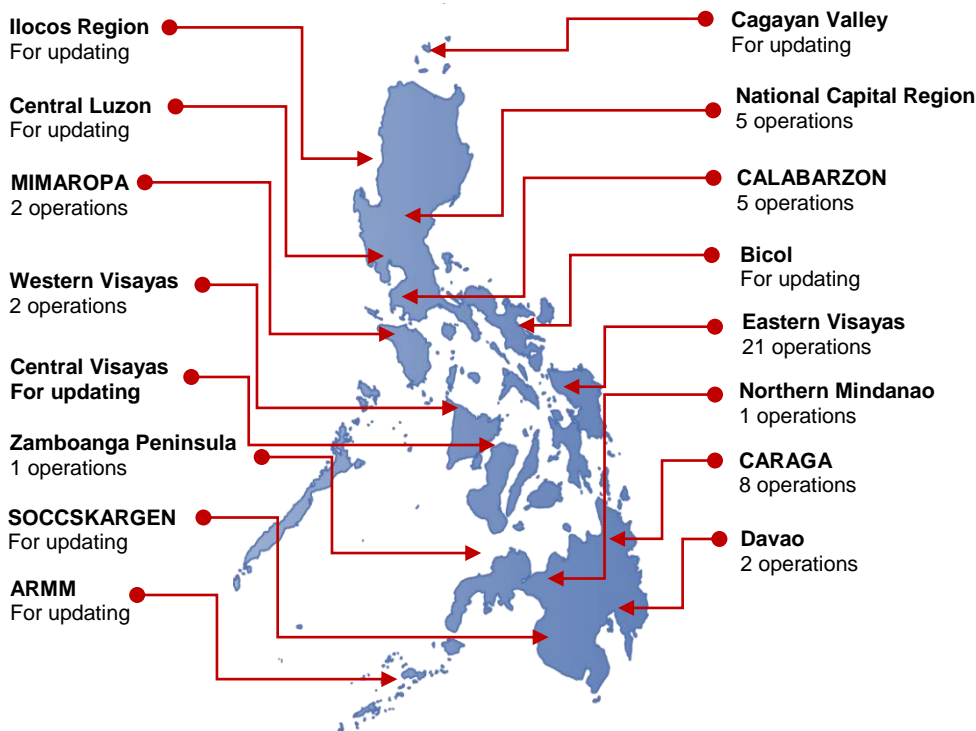 Ilocos Region
For updating
Central Luzon
For updating
MIMAROPA
2 operations
Western Visayas
2 operations
Central Visayas
For updating
Zamboanga Peninsula
1 operations
SOCCSKARGEN
For updating
ARMM
For updating
Cagayan Valley
For updating
National Capital Region
5 operations
CALABARZON
5 operations
Bicol
For updating
Eastern Visayas
21 operations
Northern Mindanao
1 operations
CARAGA
8 operations
Davao
2 operations